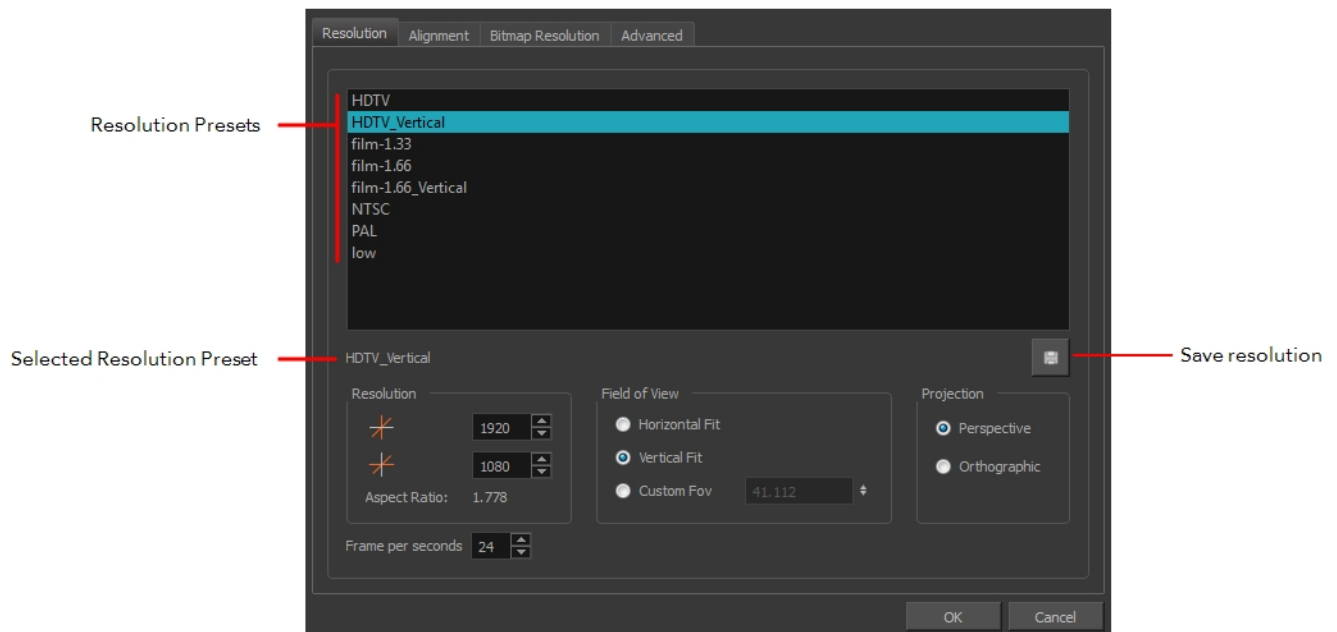 Resolution Alignment Bitmap Resolution Advanced
Resolution Presets
HDTV
HDTV_Vertical
film-1.33
film-1.66
film-1.66_Vertical
NTSC
PAL
low
Selected Resolution Preset
HDTV_Vertical
Save resolution
Resolution
1920
1080
Aspect Ratio: 1.778
Field of View
Horizontal Fit
Vertical Fit
Custom Fov 41.112
Projection
Perspective
Orthographic
Frame per seconds 24
OK Cancel